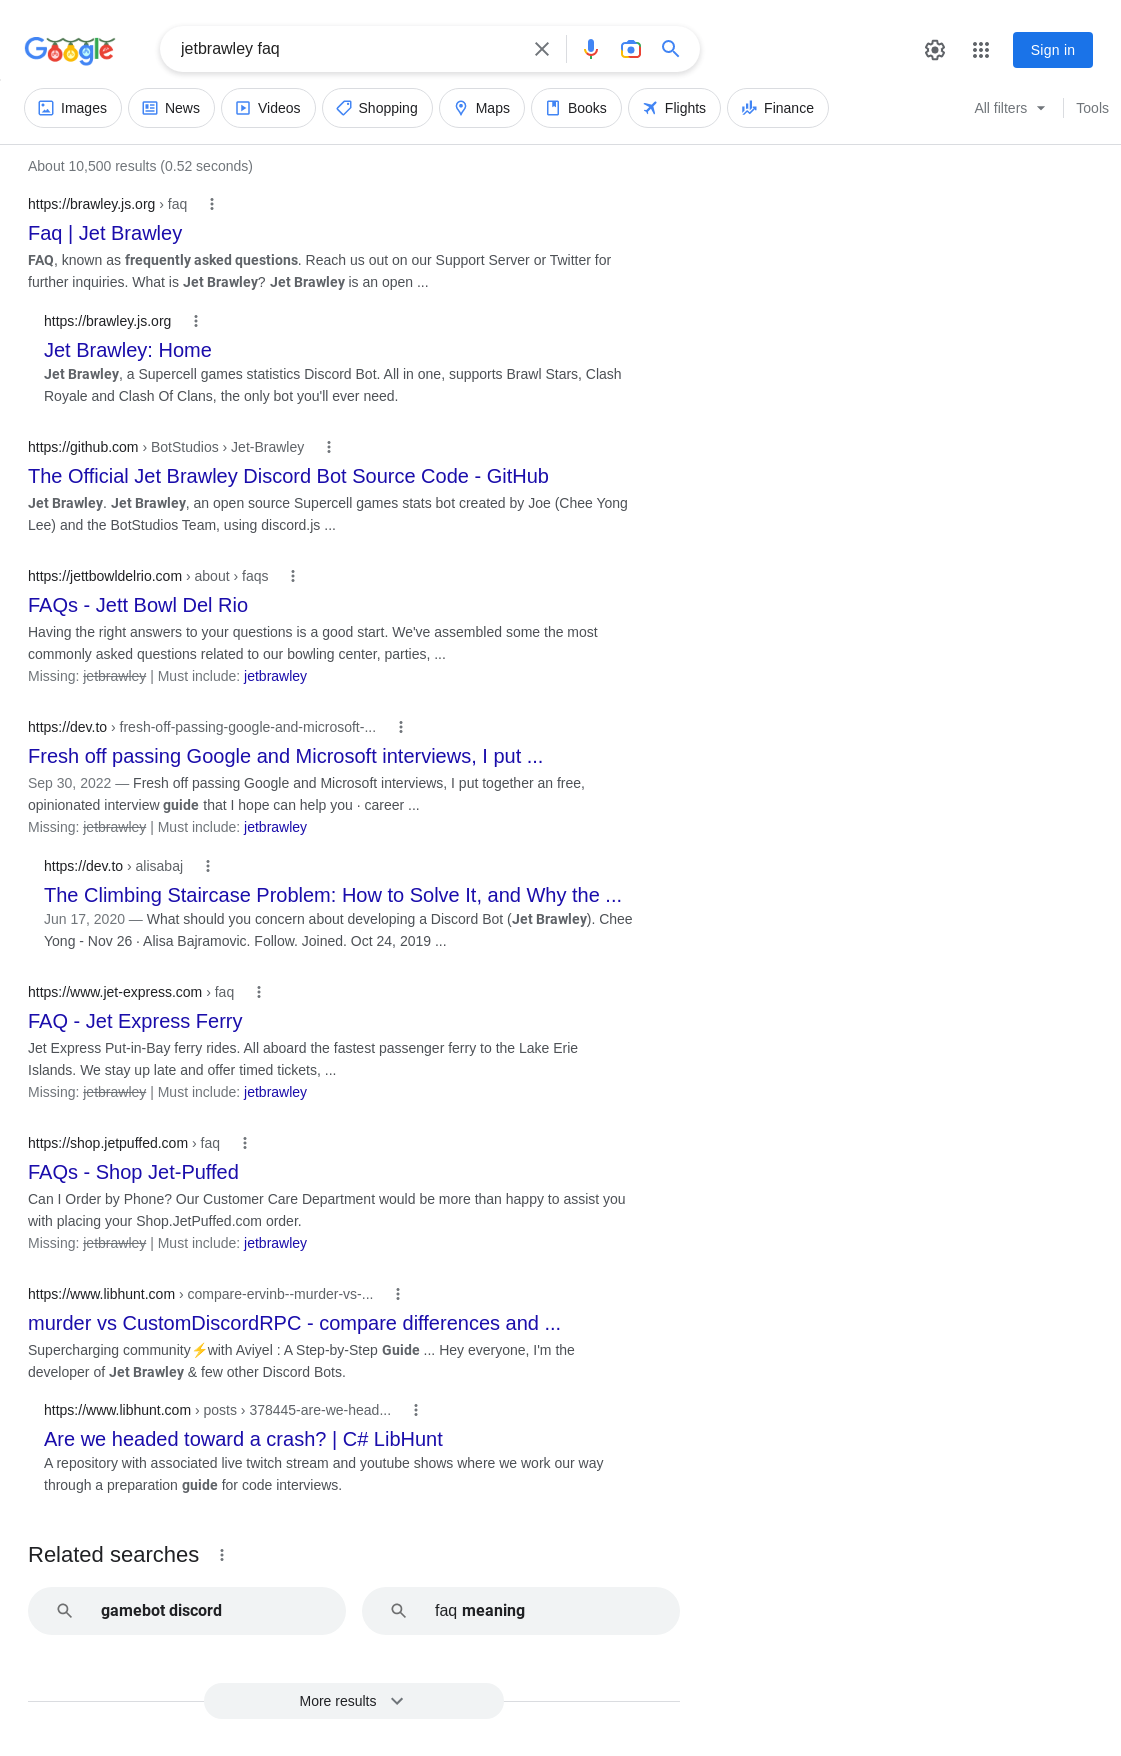 Google
jetbrawley faq
Sign in
Images
News
Videos
Shopping
Maps
Books
Flights
Finance
All filters
Tools
About 10,500 results (0.52 seconds)
https://brawley.js.org › faq
Faq | Jet Brawley
FAQ, known as frequently asked questions. Reach us out on our Support Server or Twitter for
further inquiries. What is Jet Brawley? Jet Brawley is an open ...
https://brawley.js.org
Jet Brawley: Home
Jet Brawley, a Supercell games statistics Discord Bot. All in one, supports Brawl Stars, Clash
Royale and Clash Of Clans, the only bot you'll ever need.
https://github.com › BotStudios › Jet-Brawley
The Official Jet Brawley Discord Bot Source Code - GitHub
Jet Brawley. Jet Brawley, an open source Supercell games stats bot created by Joe (Chee Yong
Lee) and the BotStudios Team, using discord.js ...
https://jettbowldelrio.com › about › faqs
FAQs - Jett Bowl Del Rio
Having the right answers to your questions is a good start. We've assembled some the most
commonly asked questions related to our bowling center, parties, ...
Missing: jetbrawley | Must include: jetbrawley
https://dev.to › fresh-off-passing-google-and-microsoft-...
Fresh off passing Google and Microsoft interviews, I put ...
Sep 30, 2022 — Fresh off passing Google and Microsoft interviews, I put together an free,
opinionated interview guide that I hope can help you · career ...
Missing: jetbrawley | Must include: jetbrawley
https://dev.to › alisabaj
The Climbing Staircase Problem: How to Solve It, and Why the ...
Jun 17, 2020 — What should you concern about developing a Discord Bot (Jet Brawley). Chee
Yong - Nov 26 · Alisa Bajramovic. Follow. Joined. Oct 24, 2019 ...
https://www.jet-express.com › faq
FAQ - Jet Express Ferry
Jet Express Put-in-Bay ferry rides. All aboard the fastest passenger ferry to the Lake Erie
Islands. We stay up late and offer timed tickets, ...
Missing: jetbrawley | Must include: jetbrawley
https://shop.jetpuffed.com › faq
FAQs - Shop Jet-Puffed
Can I Order by Phone? Our Customer Care Department would be more than happy to assist you
with placing your Shop.JetPuffed.com order.
Missing: jetbrawley | Must include: jetbrawley
https://www.libhunt.com › compare-ervinb--murder-vs-...
murder vs CustomDiscordRPC - compare differences and ...
Supercharging community⚡with Aviyel : A Step-by-Step Guide ... Hey everyone, I'm the
developer of Jet Brawley & few other Discord Bots.
https://www.libhunt.com › posts › 378445-are-we-head...
Are we headed toward a crash? | C# LibHunt
A repository with associated live twitch stream and youtube shows where we work our way
through a preparation guide for code interviews.
Related searches
gamebot discord
faq meaning
More results